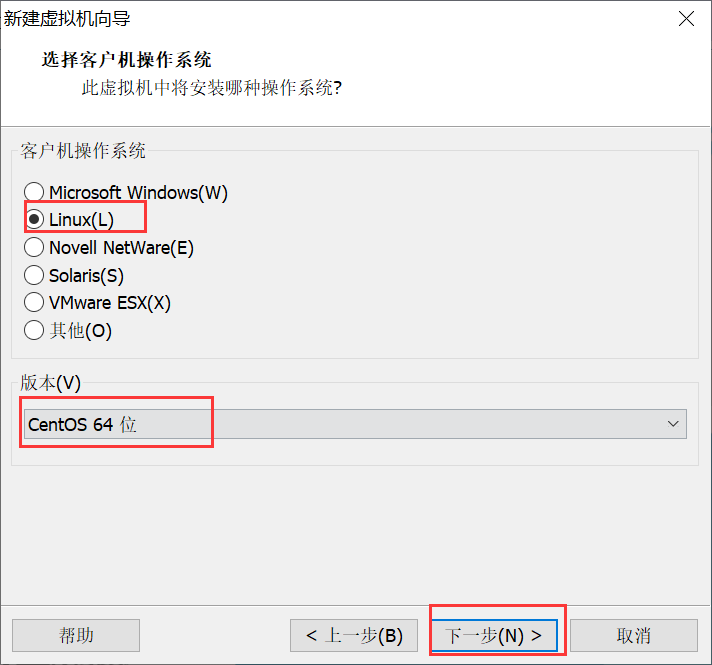 新建虚拟机向导
选择客户机操作系统
此虚拟机中将安装哪种操作系统?
客户机操作系统
Microsoft Windows(W)
Linux(L)
Novell NetWare(E)
Solaris(S)
VMware ESX(X)
其他(O)
版本(V)
CentOS 64 位
帮助
< 上一步(B)
下一步(N) >
取消